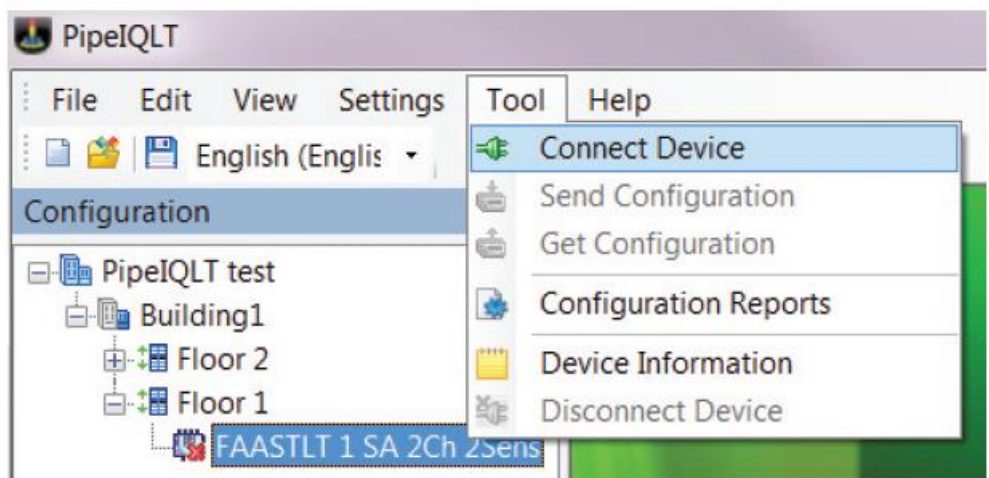 PipeIQLT
File Edit View Settings Tool Help
English (Englis
Connect Device
Send Configuration
Get Configuration
Configuration Reports
Device Information
Disconnect Device
Configuration
PipeIQLT test
Building1
Floor 2
Floor 1
FAASTLT 1 SA 2Ch 2Sens